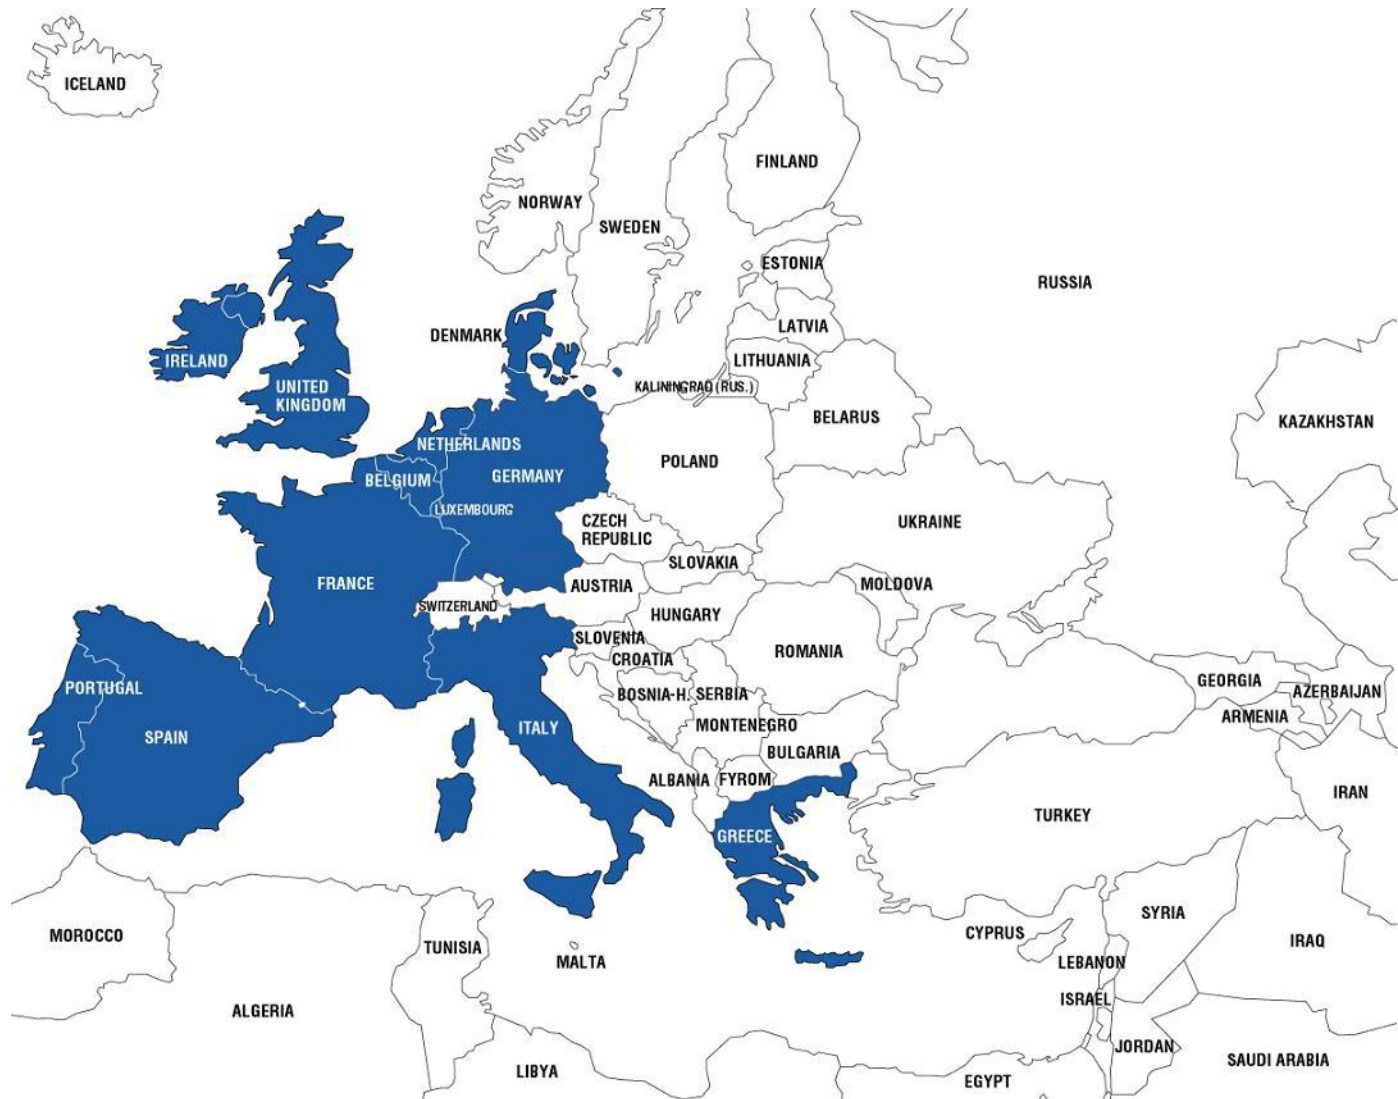 ICELAND
FINLAND
NORWAY
SWEDEN
ESTONIA
RUSSIA
LATVIA
DENMARK
LITHUANIA
IRELAND
UNITED
KINGDOM
KALININGRAD (RUS.)
BELARUS
KAZAKHSTAN
NETHERLANDS
POLAND
BELGIUM
GERMANY
LUXEMBOURG
CZECH
REPUBLIC
UKRAINE
SLOVAKIA
FRANCE
AUSTRIA
MOLDOVA
SWITZERLAND
HUNGARY
SLOVENIA
ROMANIA
CROATIA
PORTUGAL
BOSNIA-H.
SERBIA
GEORGIA
AZERBAIJAN
SPAIN
ITALY
MONTENEGRO
ARMENIA
BULGARIA
ALBANIA
FYROM
IRAN
TURKEY
GREECE
SYRIA
MOROCCO
TUNISIA
CYPRUS
IRAQ
MALTA
LEBANON
ISRAEL
ALGERIA
JORDAN
SAUDI ARABIA
LIBYA
EGYPT